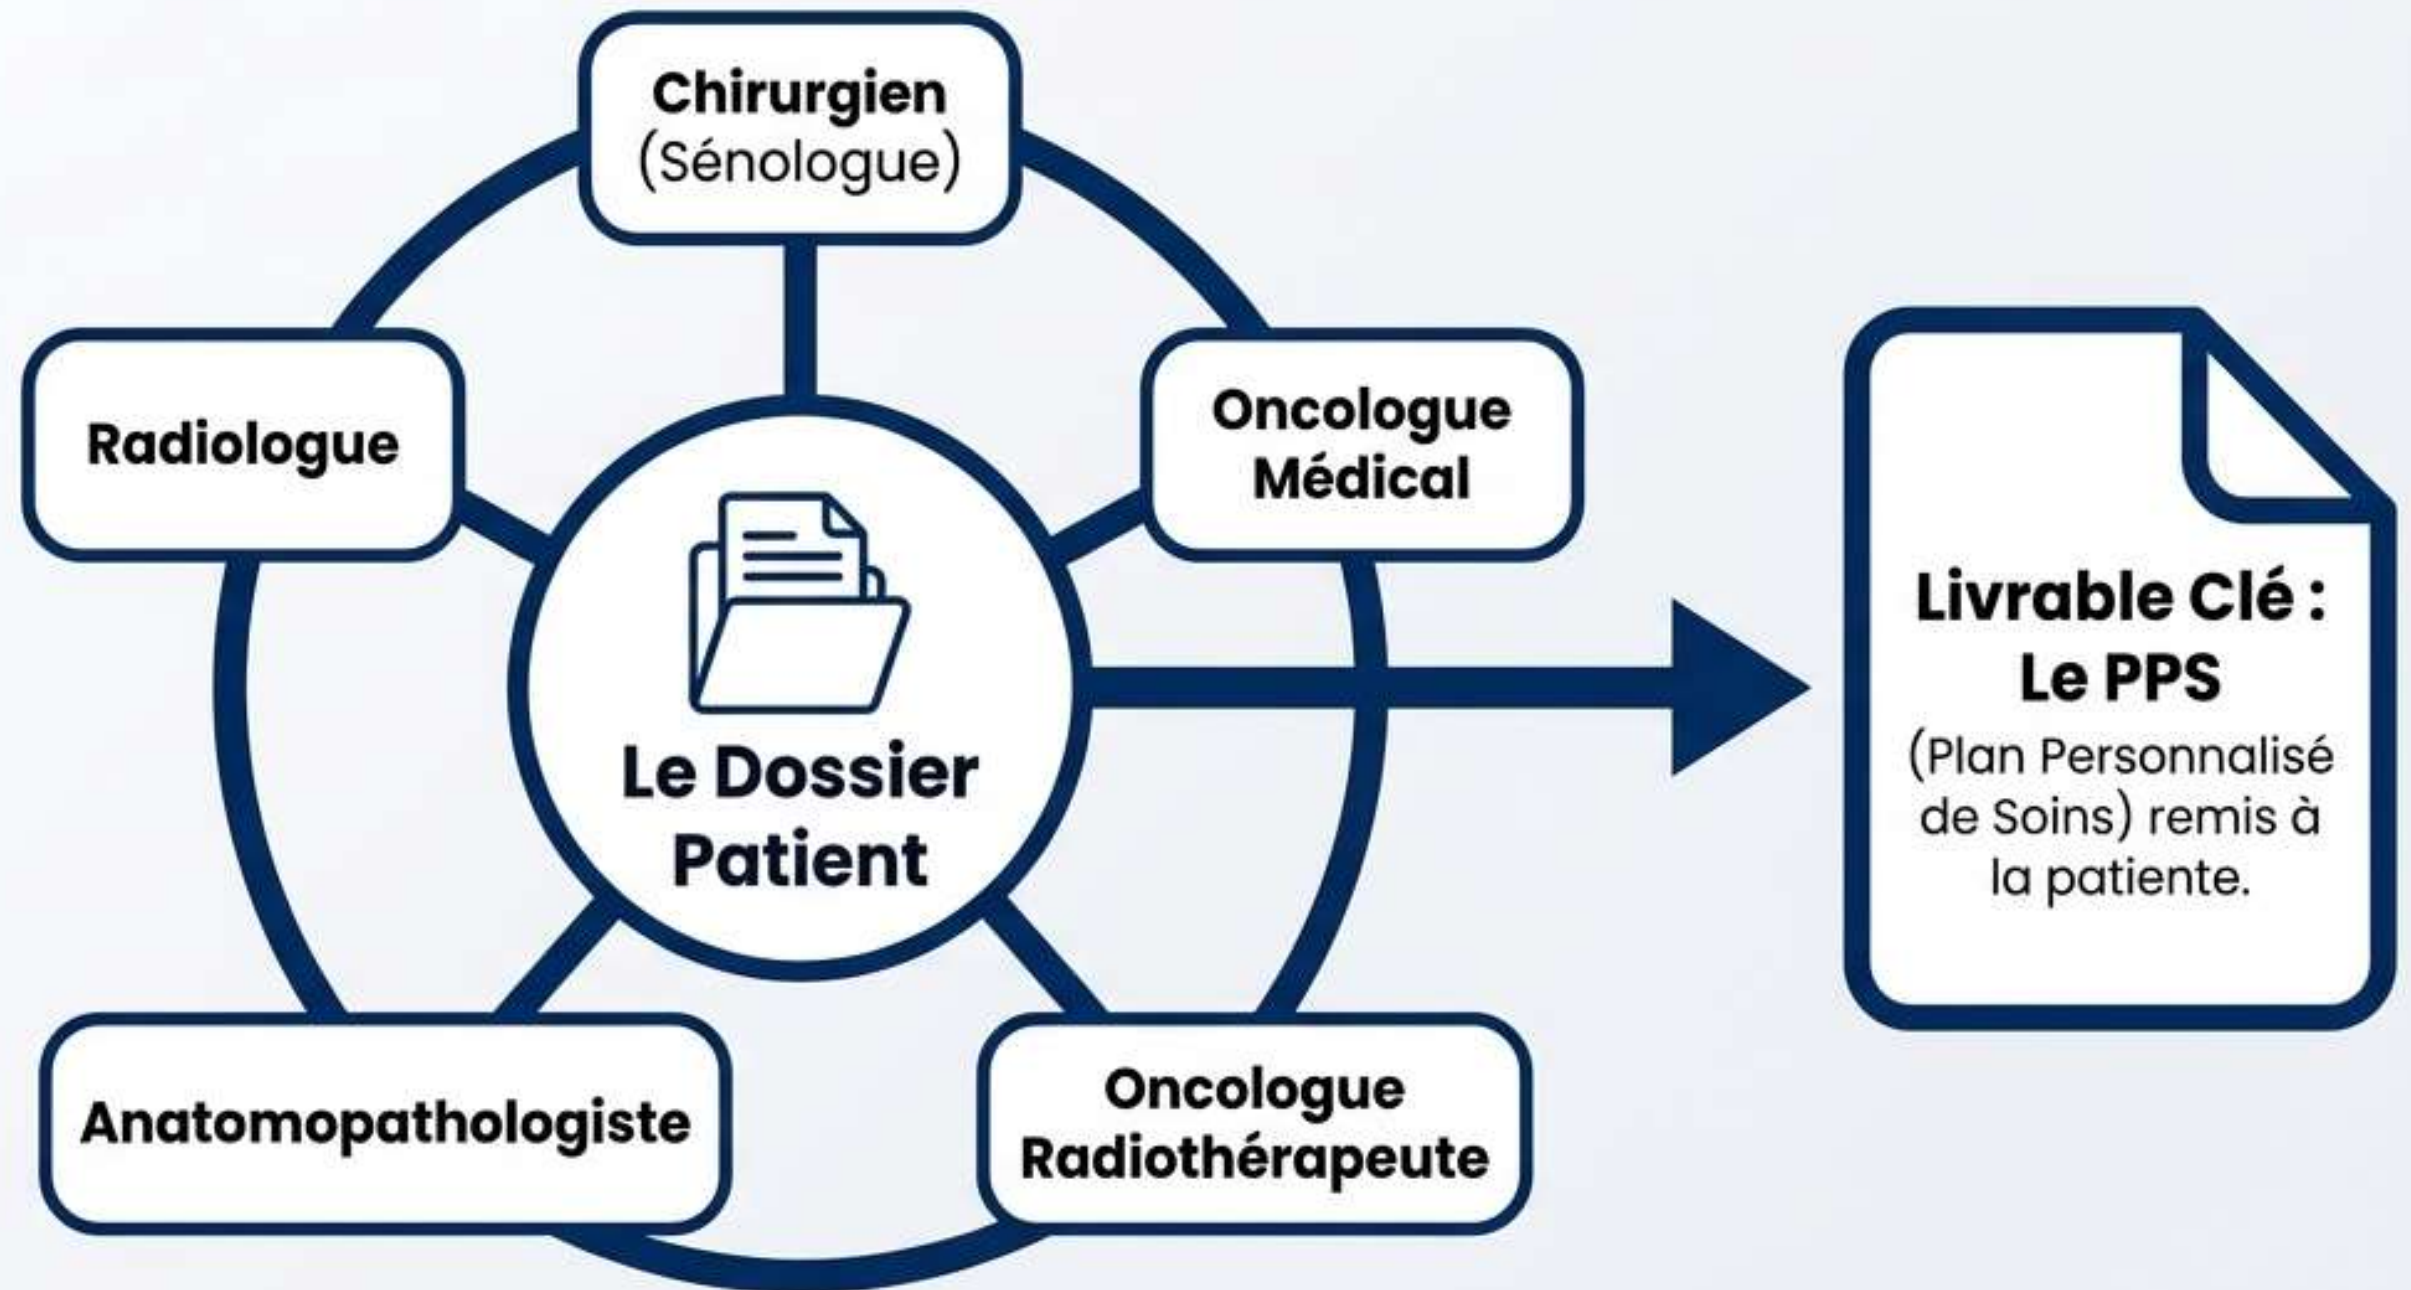 Chirurgien
(Sénologue)
Radiologue
Oncologue
Médical
Le Dossier
Patient
Anatomopathologiste
Oncologue
Radiothérapeute
Livrable Clé :
Le PPS
(Plan Personnalisé
de Soins) remis à
la patiente.